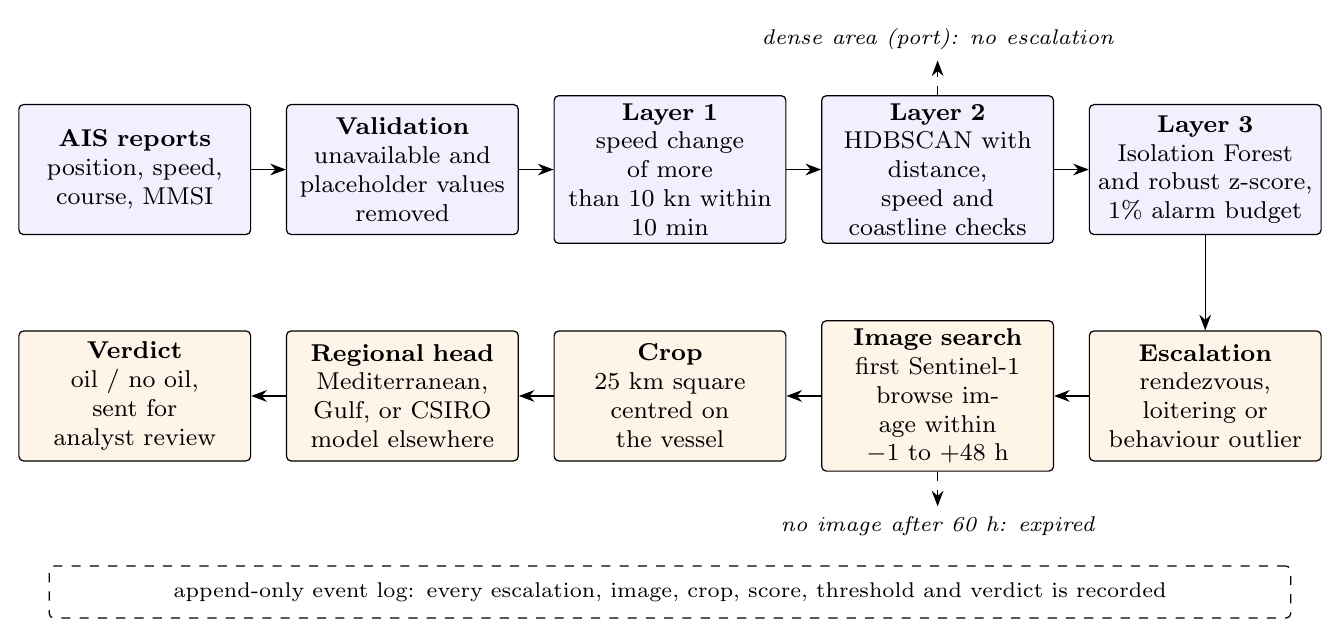 dense area (port): no escalation
AIS reports
position, speed,
course, MMSI
Validation
unavailable and
placeholder values
removed
Layer 1
speed change
of more
than 10 kn within
10 min
Layer 2
HDBSCAN with
distance,
speed and
coastline checks
Layer 3
Isolation Forest
and robust z-score,
1% alarm budget
Verdict
oil / no oil,
sent for
analyst review
Regional head
Mediterranean,
Gulf, or CSIRO
model elsewhere
Crop
25 km square
centred on
the vessel
Image search
first Sentinel-1
browse im-
age within
−1 to +48 h
Escalation
rendezvous,
loitering or
behaviour outlier
no image after 60 h: expired
append-only event log: every escalation, image, crop, score, threshold and verdict is recorded